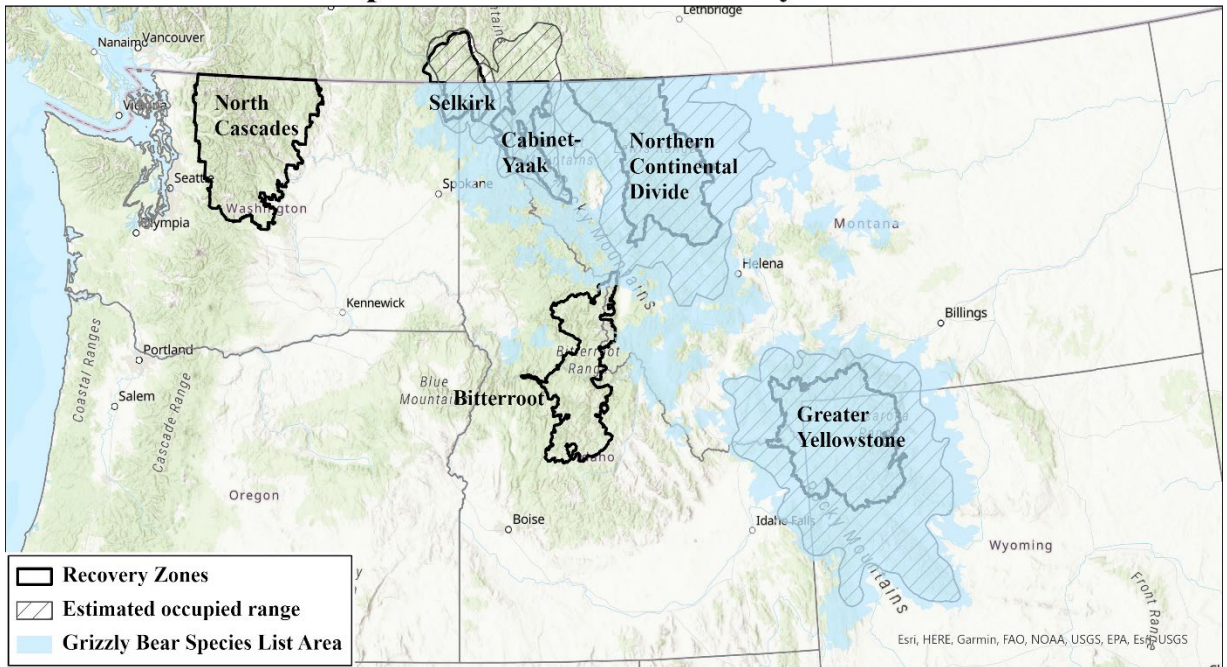 Lethbridge
Nanaimo
Vancouver
Victoria
North
Cascades
Selkirk
Cabinet-
Yaak
Northern
Continental
Divide
Seattle
Spokane
Washington
Olympia
Montana
Helena
Mountains
Kennewick
Billings
Portland
Coastal Ranges
Cascade Range
Salem
Blue
Bitterroot
Bitterroot
Greater
Yellowstone
Idaho
Oregon
Boise
Idaho Falls
Rocky Mountains
Wyoming
Front Range
Recovery Zones
Estimated occupied range
Grizzly Bear Species List Area
Esri, HERE, Garmin, FAO, NOAA, USGS, EPA, Esri, USGS